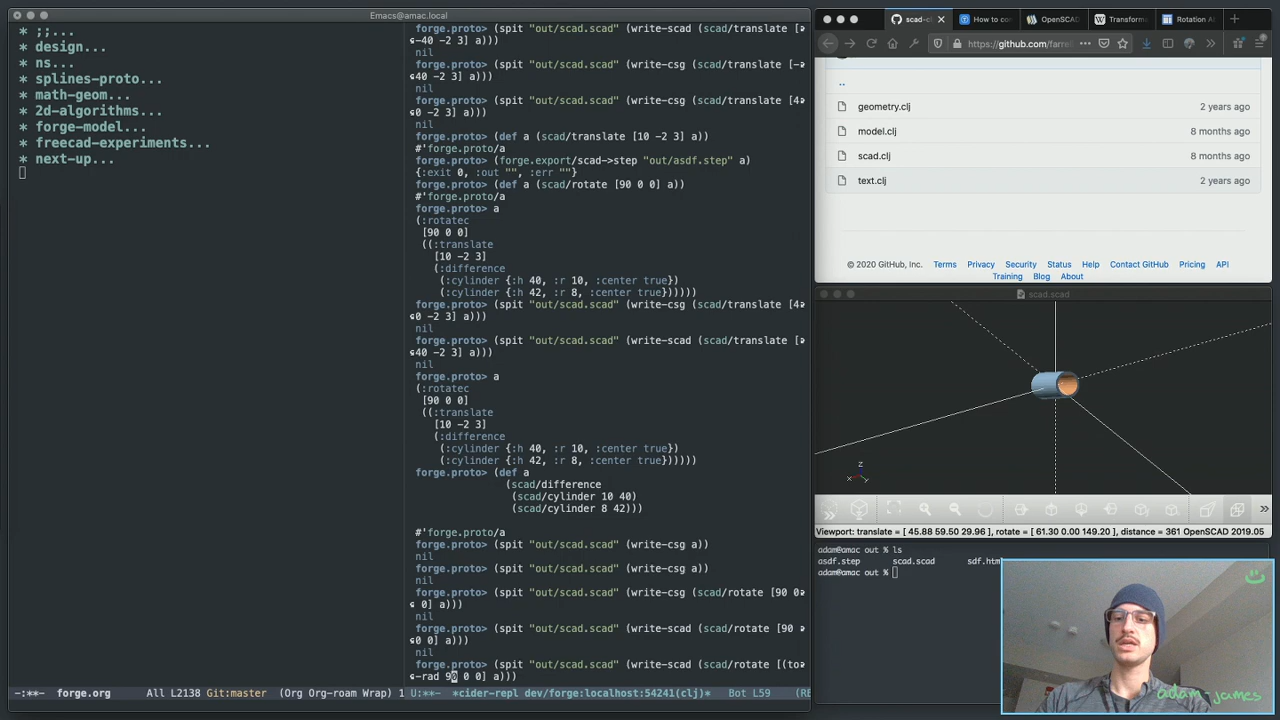 Emacs@amac.local
* ;;...
* design...
* ns...
* splines-proto...
* math-geom...
* 2d-algorithms...
* forge-model...
* freecad-experiments...
* next-up...
-:**- forge.org All L2138 Git:master (Org Org-roam Wrap) 1
forge.proto> (spit "out/scad.scad" (write-scad (scad/translate [
-40 -2 3] a)))
nil
forge.proto> (spit "out/scad.scad" (write-csg (scad/translate [-
40 -2 3] a)))
nil
forge.proto> (spit "out/scad.scad" (write-csg (scad/translate [4
0 -2 3] a)))
nil
forge.proto> (def a (scad/translate [10 -2 3] a))
#'forge.proto/a
forge.proto> (forge.export/scad->step "out/asdf.step" a)
{:exit 0, :out "", :err ""}
forge.proto> (def a (scad/rotate [90 0 0] a))
#'forge.proto/a
forge.proto> a
(:rotatec
[90 0 0]
((:translate
[10 -2 3]
(:difference
(:cylinder {:h 40, :r 10, :center true})
(:cylinder {:h 42, :r 8, :center true}))))))
forge.proto> (spit "out/scad.scad" (write-csg (scad/translate [4
0 -2 3] a)))
nil
forge.proto> (spit "out/scad.scad" (write-scad (scad/translate [
40 -2 3] a)))
nil
forge.proto> a
(:rotatec
[90 0 0]
((:translate
[10 -2 3]
(:difference
(:cylinder {:h 40, :r 10, :center true})
(:cylinder {:h 42, :r 8, :center true}))))))
forge.proto> (def a
(scad/difference
(scad/cylinder 10 40)
(scad/cylinder 8 42)))
#'forge.proto/a
forge.proto> (spit "out/scad.scad" (write-csg a))
nil
forge.proto> (spit "out/scad.scad" (write-csg a))
nil
forge.proto> (spit "out/scad.scad" (write-csg (scad/rotate [90 0
0] a)))
nil
forge.proto> (spit "out/scad.scad" (write-scad (scad/rotate [90
0 0] a)))
nil
forge.proto> (spit "out/scad.scad" (write-scad (scad/rotate [(to
-rad 90 0 0] a)))
U:**- *cider-repl dev/forge:localhost:54241(clj)* Bot L59 (RE
scad-cl
How to con
OpenSCAD
Transforma
Rotation A
https://github.com/farrel
..
geometry.clj 2 years ago
model.clj 8 months ago
scad.clj 8 months ago
text.clj 2 years ago
© 2020 GitHub, Inc. Terms Privacy Security Status Help Contact GitHub Pricing API
Training Blog About
scad.scad
Z
X
Viewport: translate = [ 45.88 59.50 29.96 ], rotate = [ 61.30 0.00 149.20 ], distance = 361 OpenSCAD 2019.05
adam@amac out % ls
asdf.step scad.scad sdf.htm
adam@amac out %
adam-james